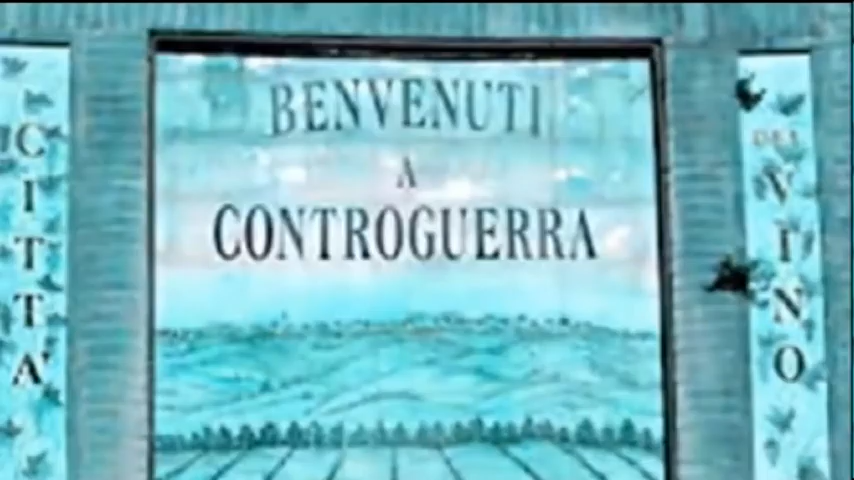 CITTA'
BENVENUTI
A
CONTROGUERRA
DEL
VINO